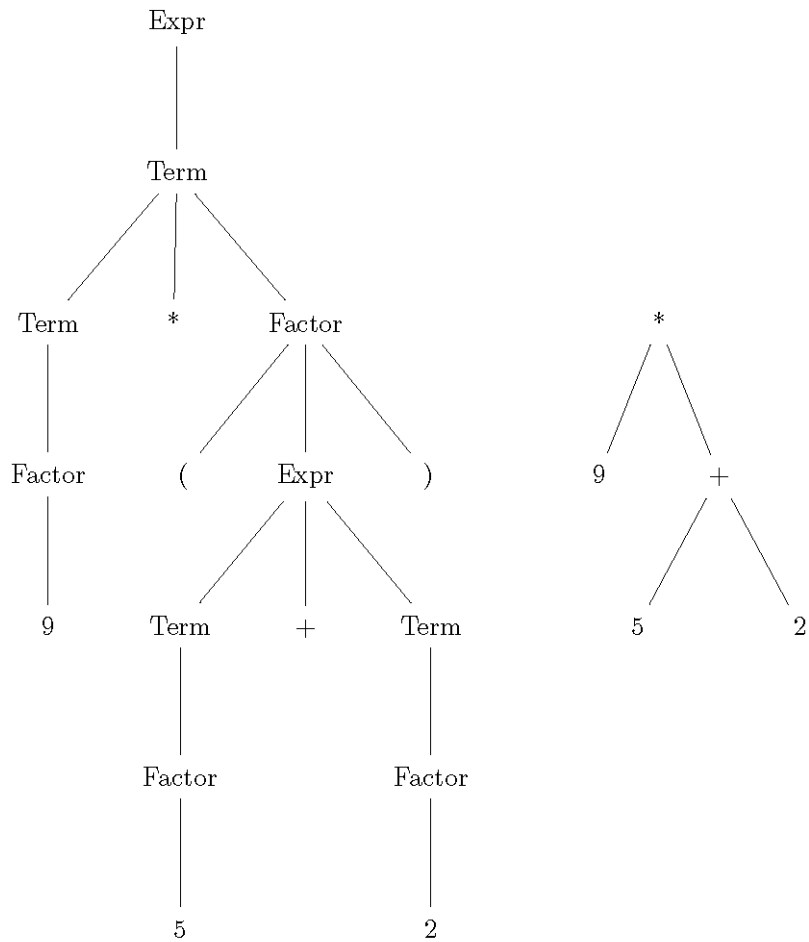 Expr
Term
Term * Factor *
Factor ( Expr ) 9 +
9 Term + Term 5 2
Factor Factor
5 2